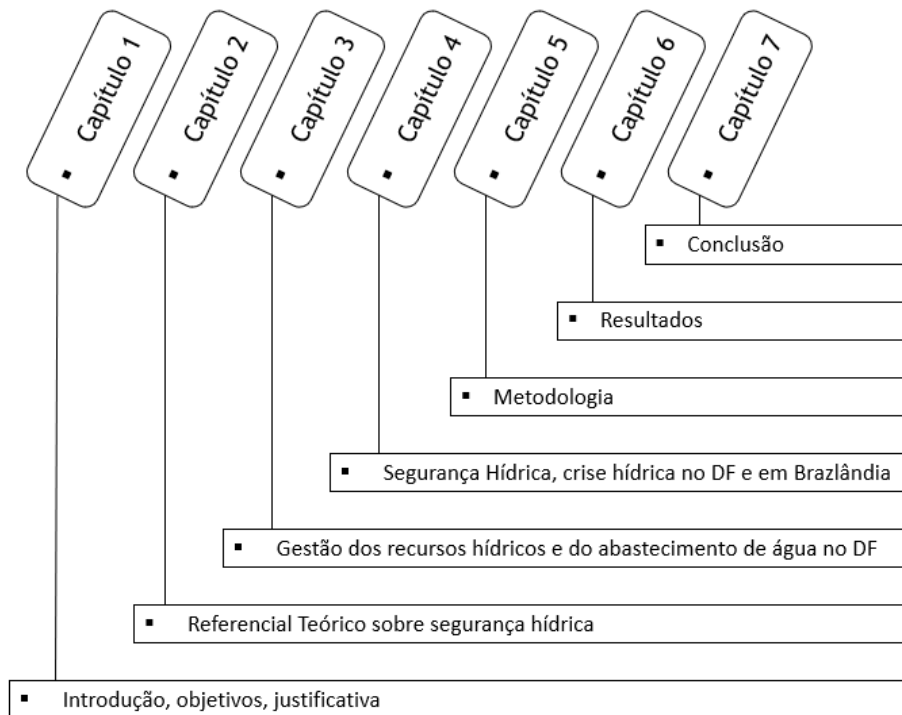 ▪ Capítulo 1
▪ Capítulo 2
▪ Capítulo 3
▪ Capítulo 4
▪ Capítulo 5
▪ Capítulo 6
▪ Capítulo 7
▪ Conclusão
▪ Resultados
▪ Metodologia
▪ Segurança Hídrica, crise hídrica no DF e em Brazlândia
▪ Gestão dos recursos hídricos e do abastecimento de água no DF
▪ Referencial Teórico sobre segurança hídrica
▪ Introdução, objetivos, justificativa